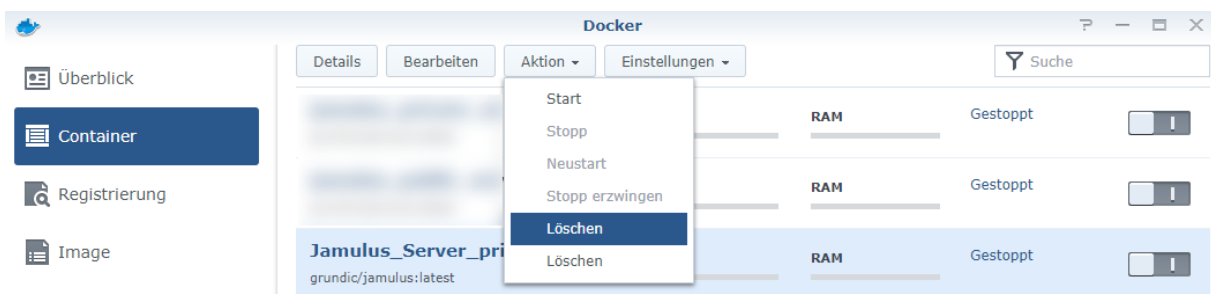 Docker
Überblick
Container
Registrierung
Image
Details Bearbeiten Aktion Einstellungen Suche
Start
Stopp
Neustart
Stopp erzwingen
Löschen
Löschen
RAM Gestoppt
RAM Gestoppt
Jamulus_Server_pri RAM Gestoppt
grundic/jamulus:latest